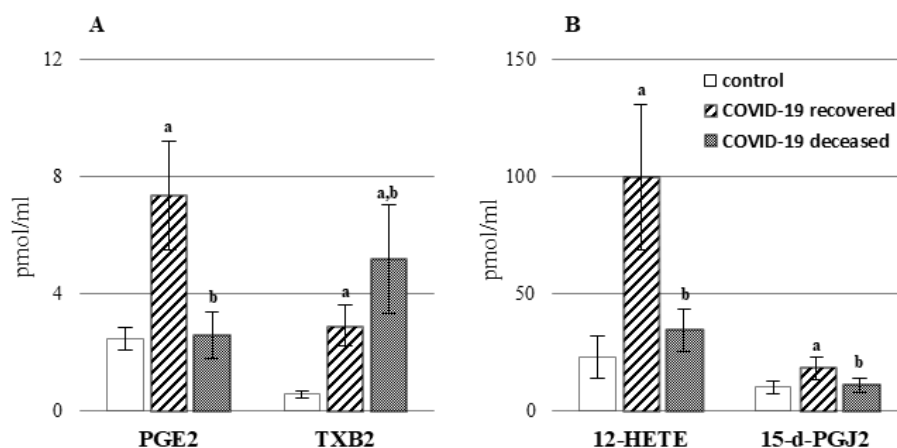 A
12
8
4
0
pmol/ml
a
b
a
a,b
PGE2
TXB2
B
150
100
50
0
pmol/ml
control
COVID-19 recovered
COVID-19 deceased
a
b
a
b
12-HETE
15-d-PGJ2